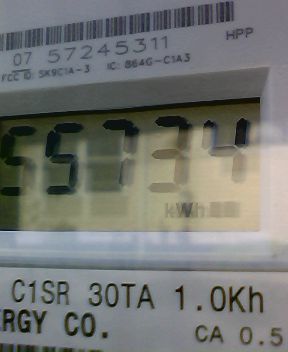 07 57245311
HPP
FCC ID: SK9C1A-3 IC: 864G-C1A3
55734
kWh
C1SR 30TA 1.0Kh
ERGY CO.
CA 0.5